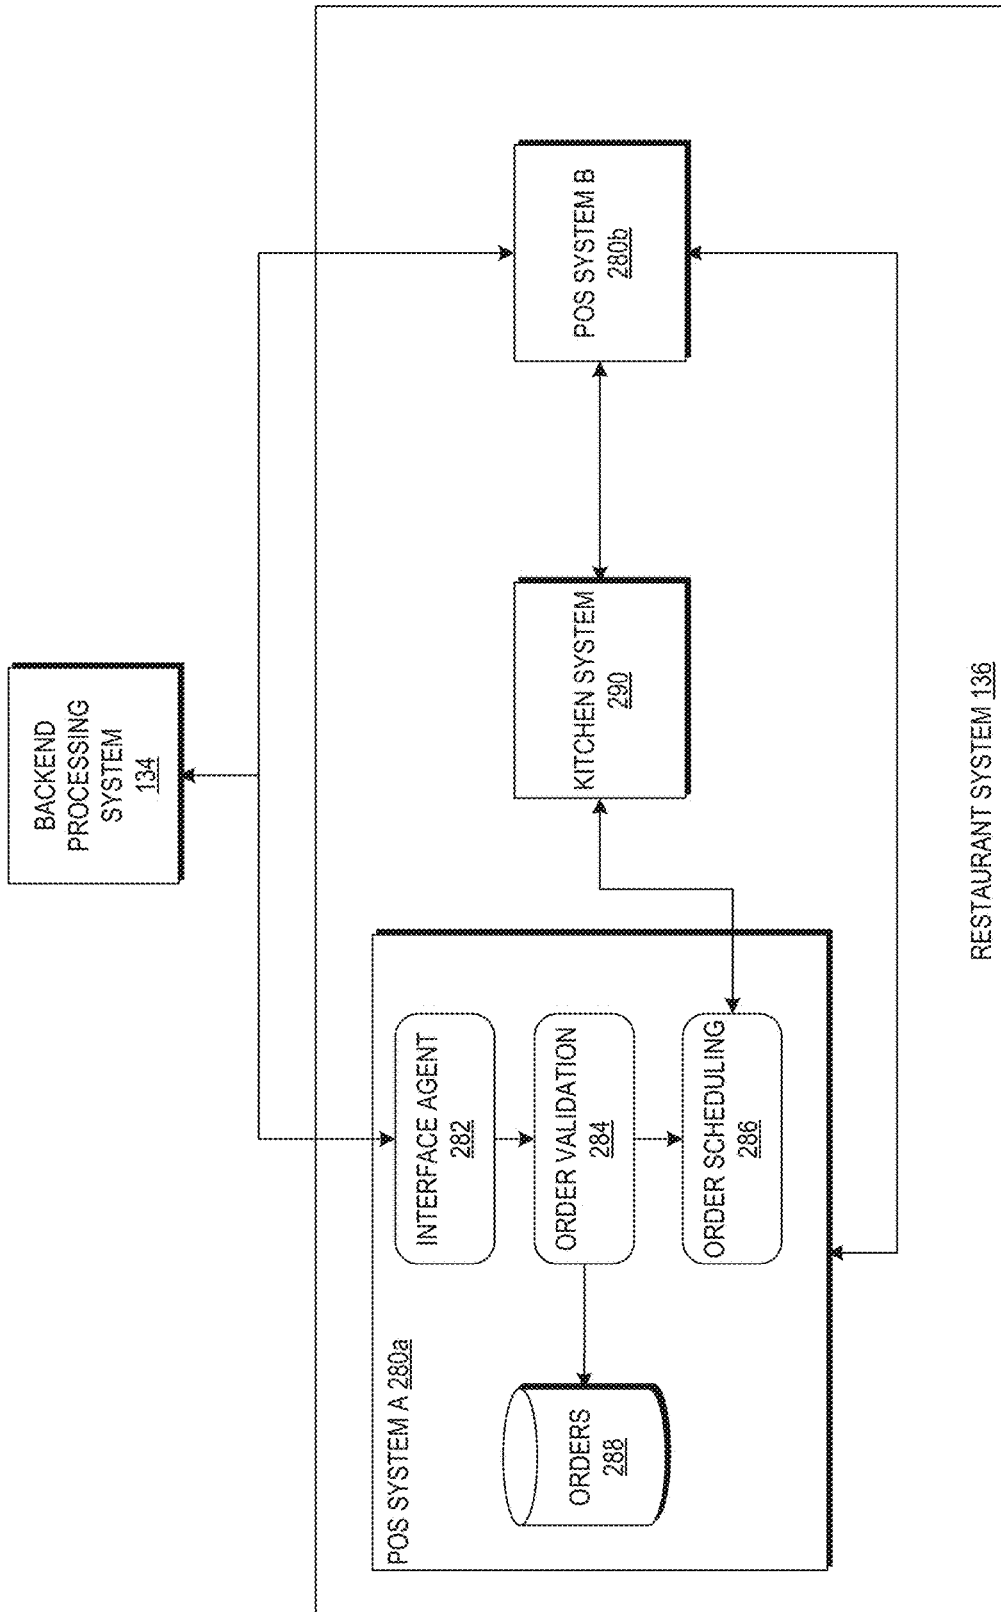 BACKEND
PROCESSING
SYSTEM
134
POS SYSTEM A 280a
INTERFACE AGENT
282
ORDER VALIDATION
284
ORDER SCHEDULING
286
ORDERS
288
KITCHEN SYSTEM
290
POS SYSTEM B
280b
RESTAURANT SYSTEM 136